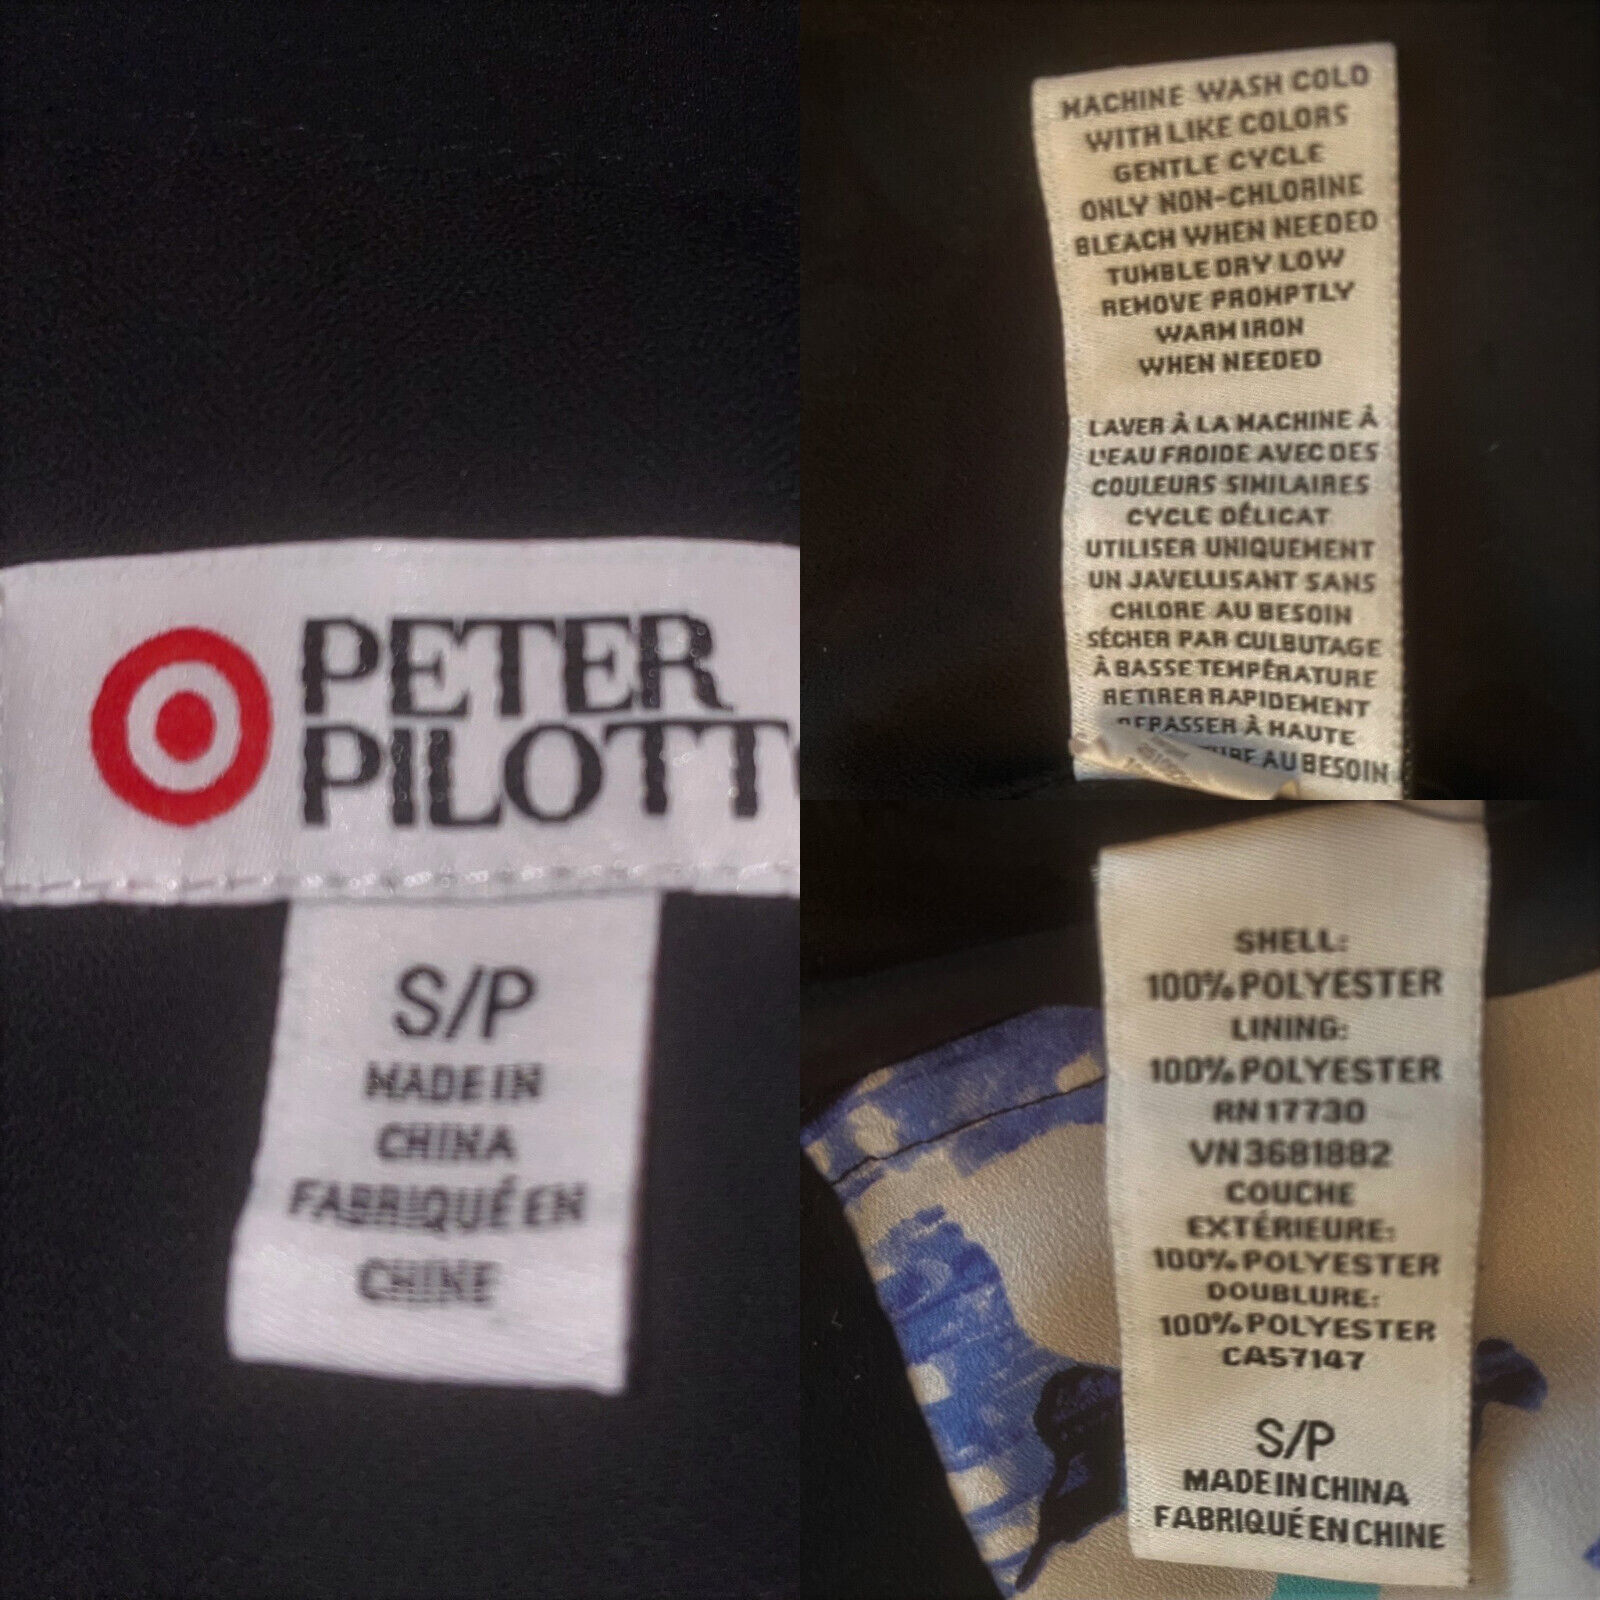 PETER
PILOTT
S/P
MADE IN
CHINA
FABRIQUÉ EN
CHINE
MACHINE WASH COLD
WITH LIKE COLORS
GENTLE CYCLE
ONLY NON-CHLORINE
BLEACH WHEN NEEDED
TUMBLE DRY LOW
REMOVE PROMPTLY
WARM IRON
WHEN NEEDED
LAVER À LA MACHINE À
L'EAU FROIDE AVEC DES
COULEURS SIMILAIRES
CYCLE DÉLICAT
UTILISER UNIQUEMENT
UN JAVELLISANT SANS
CHLORE AU BESOIN
SÉCHER PAR CULBUTAGE
À BASSE TEMPÉRATURE
RETIRER RAPIDEMENT
REPASSER À HAUTE
AU BESOIN
SHELL:
100% POLYESTER
LINING:
100% POLYESTER
RN 17730
VN 3681882
COUCHE
EXTÉRIEURE:
100% POLYESTER
DOUBLURE:
100% POLYESTER
CA57147
S/P
MADE IN CHINA
FABRIQUÉ EN CHINE